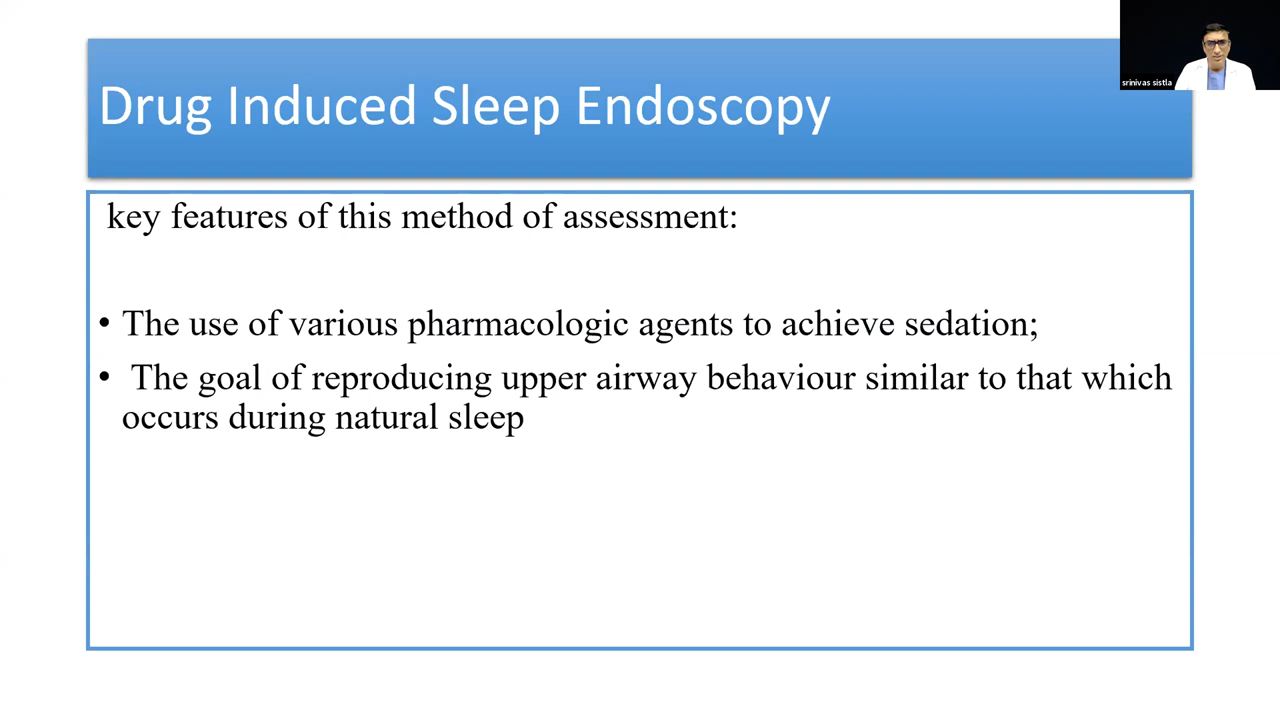 Drug Induced Sleep Endoscopy
srinivas sistla
key features of this method of assessment:
• The use of various pharmacologic agents to achieve sedation;
• The goal of reproducing upper airway behaviour similar to that which
occurs during natural sleep